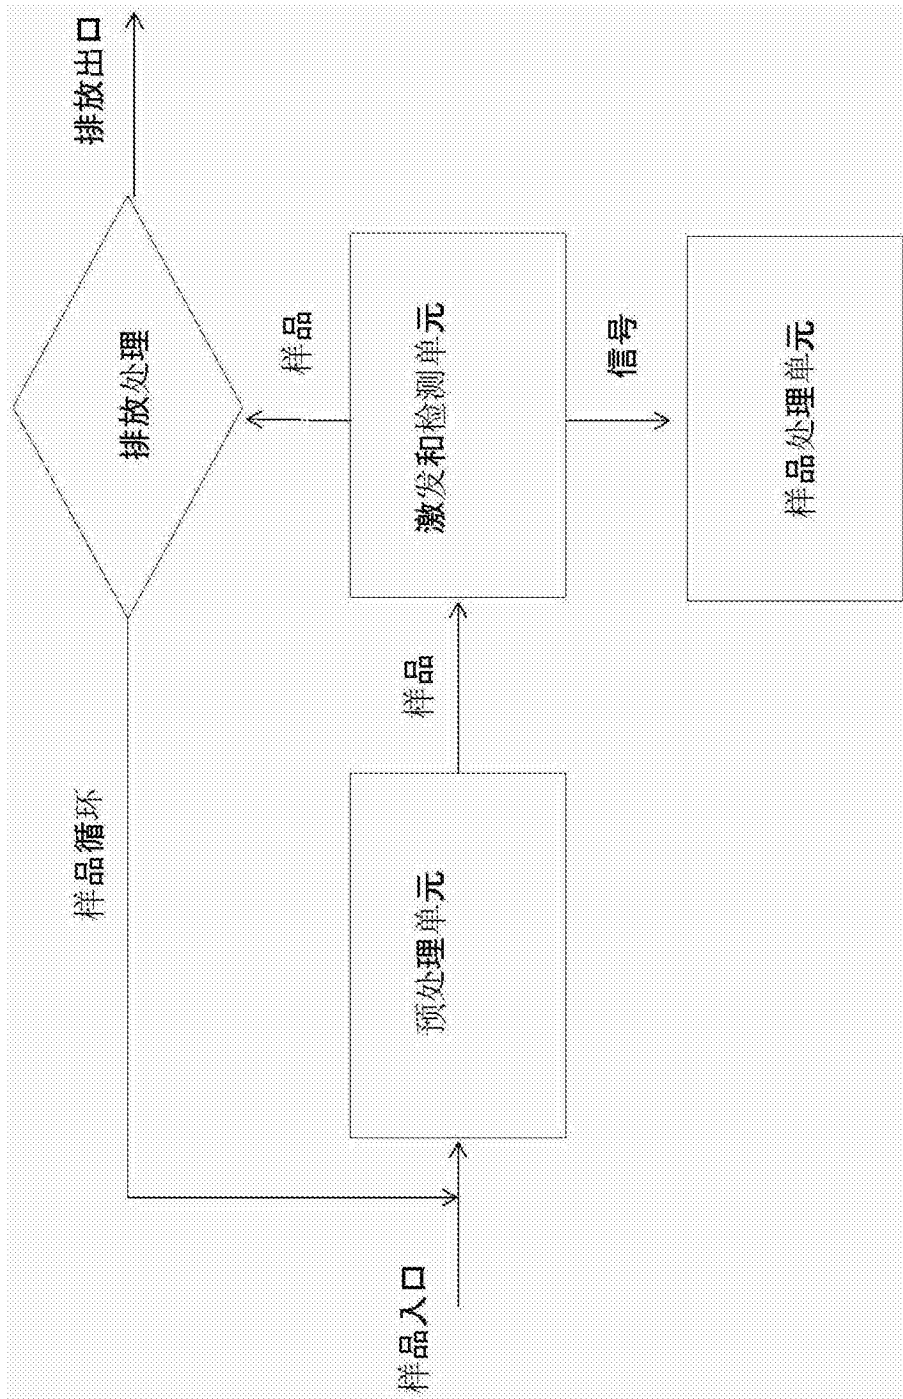 样品循环
排放处理
排放出口
样品
样品入口
预处理单元
样品
激发和检测单元
信号
样品处理单元